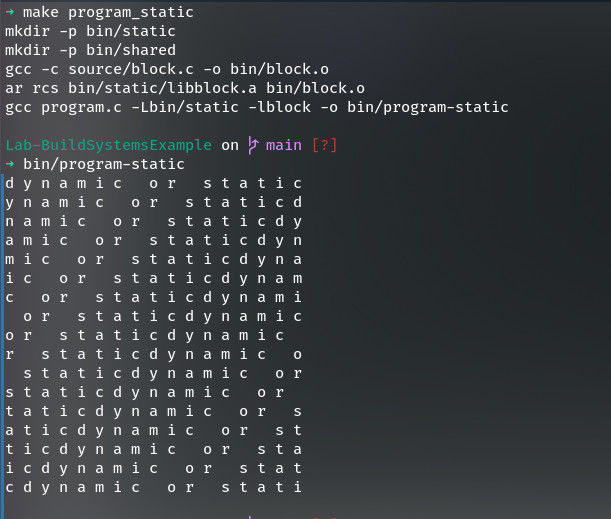 → make program_static
mkdir -p bin/static
mkdir -p bin/shared
gcc -c source/block.c -o bin/block.o
ar rcs bin/static/libblock.a bin/block.o
gcc program.c -Lbin/static -lblock -o bin/program-static
Lab-BuildSystemsExample on main [?]
→ bin/program-static
d y n a m i c   o r   s t a t i c
y n a m i c   o r   s t a t i c d
n a m i c   o r   s t a t i c d y
a m i c   o r   s t a t i c d y n
m i c   o r   s t a t i c d y n a
i c   o r   s t a t i c d y n a m
c   o r   s t a t i c d y n a m i
  o r   s t a t i c d y n a m i c
o r   s t a t i c d y n a m i c
r   s t a t i c d y n a m i c   o
  s t a t i c d y n a m i c   o r
s t a t i c d y n a m i c   o r
t a t i c d y n a m i c   o r   s
a t i c d y n a m i c   o r   s t
t i c d y n a m i c   o r   s t a
i c d y n a m i c   o r   s t a t
c d y n a m i c   o r   s t a t i